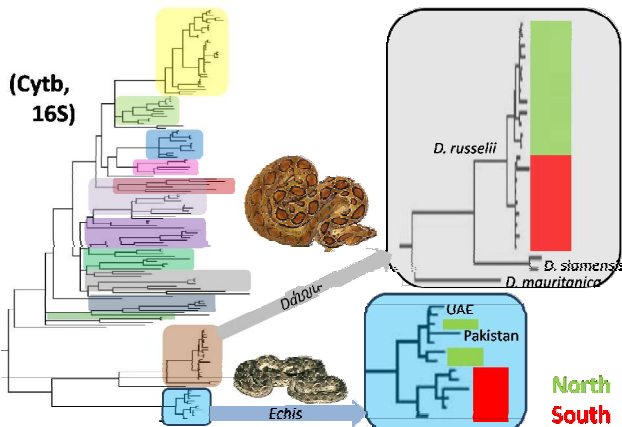 (Cytb,
16S)
D. russelii
D. siamensis
D. mauritanica
UAE
Pakistan
Echis
North
South